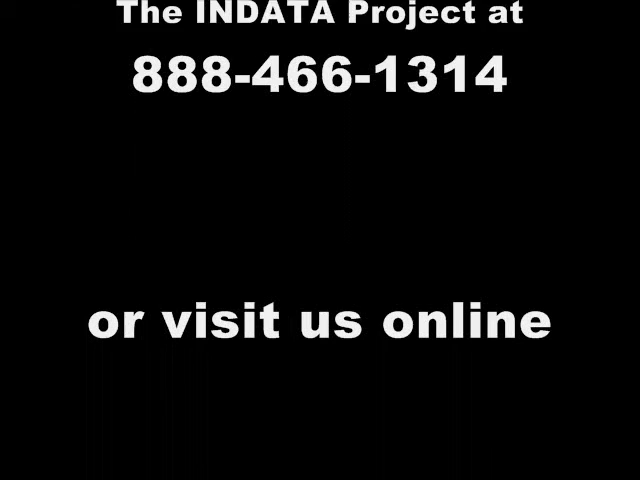 The INDATA Project at
888-466-1314
or visit us online